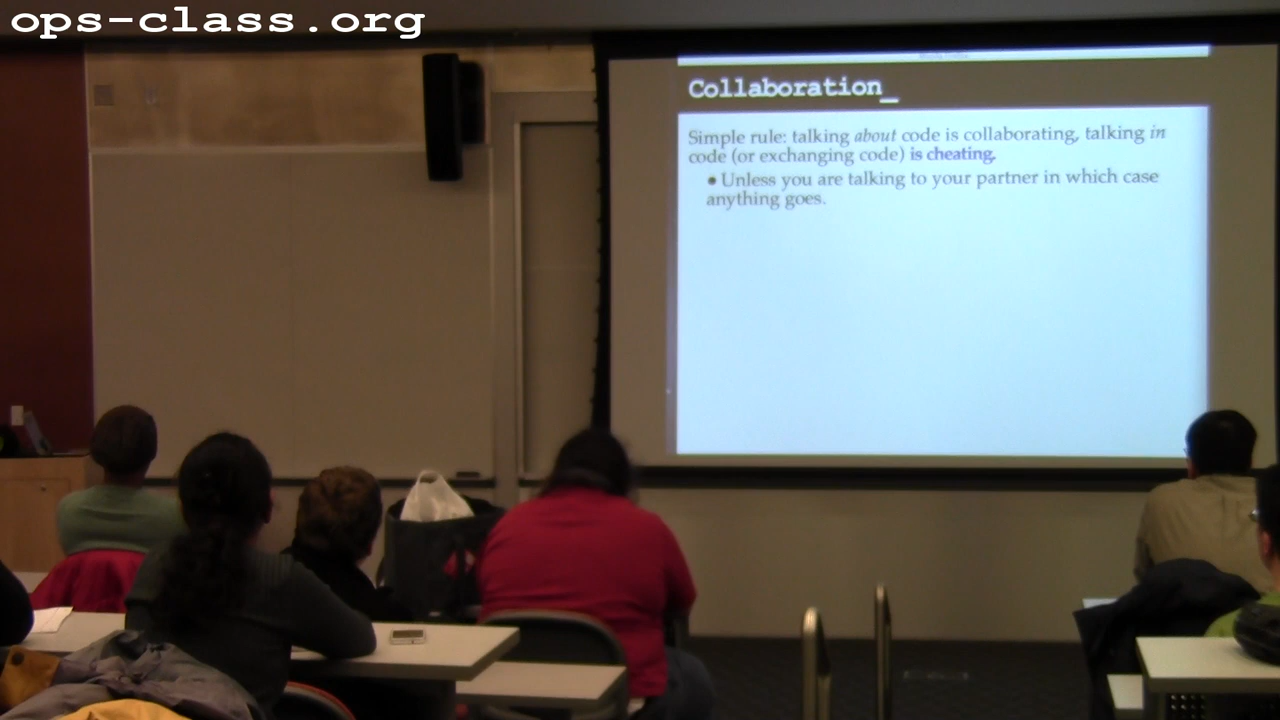 ops-class.org
Collaboration_
Simple rule: talking about code is collaborating, talking in
code (or exchanging code) is cheating.
• Unless you are talking to your partner in which case
anything goes.